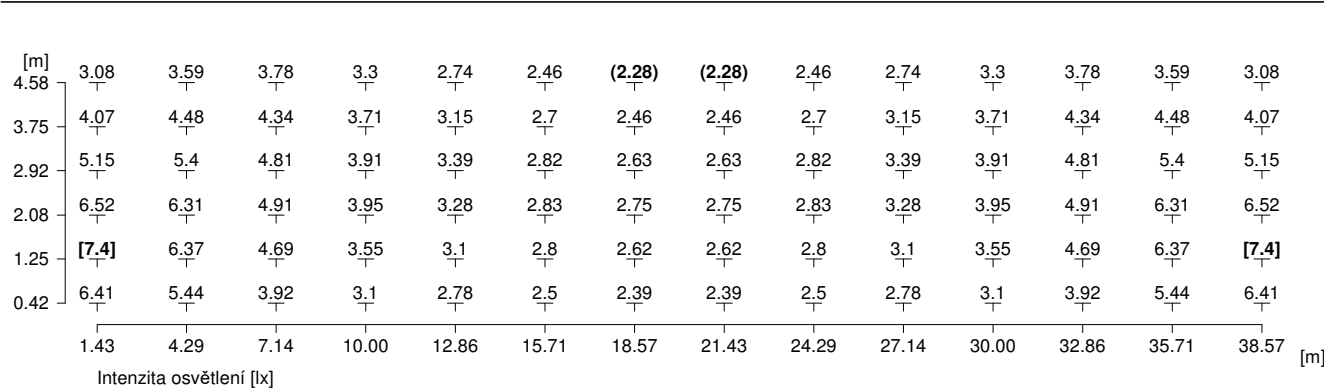 [m]
3.08 3.59 3.78 3.3 2.74 2.46 (2.28) (2.28) 2.46 2.74 3.3 3.78 3.59 3.08
4.58
4.07 4.48 4.34 3.71 3.15 2.7 2.46 2.46 2.7 3.15 3.71 4.34 4.48 4.07
3.75
5.15 5.4 4.81 3.91 3.39 2.82 2.63 2.63 2.82 3.39 3.91 4.81 5.4 5.15
2.92
6.52 6.31 4.91 3.95 3.28 2.83 2.75 2.75 2.83 3.28 3.95 4.91 6.31 6.52
2.08
[7.4] 6.37 4.69 3.55 3.1 2.8 2.62 2.62 2.8 3.1 3.55 4.69 6.37 [7.4]
1.25
6.41 5.44 3.92 3.1 2.78 2.5 2.39 2.39 2.5 2.78 3.1 3.92 5.44 6.41
0.42
1.43 4.29 7.14 10.00 12.86 15.71 18.57 21.43 24.29 27.14 30.00 32.86 35.71 38.57
[m]
Intenzita osvětlení [lx]